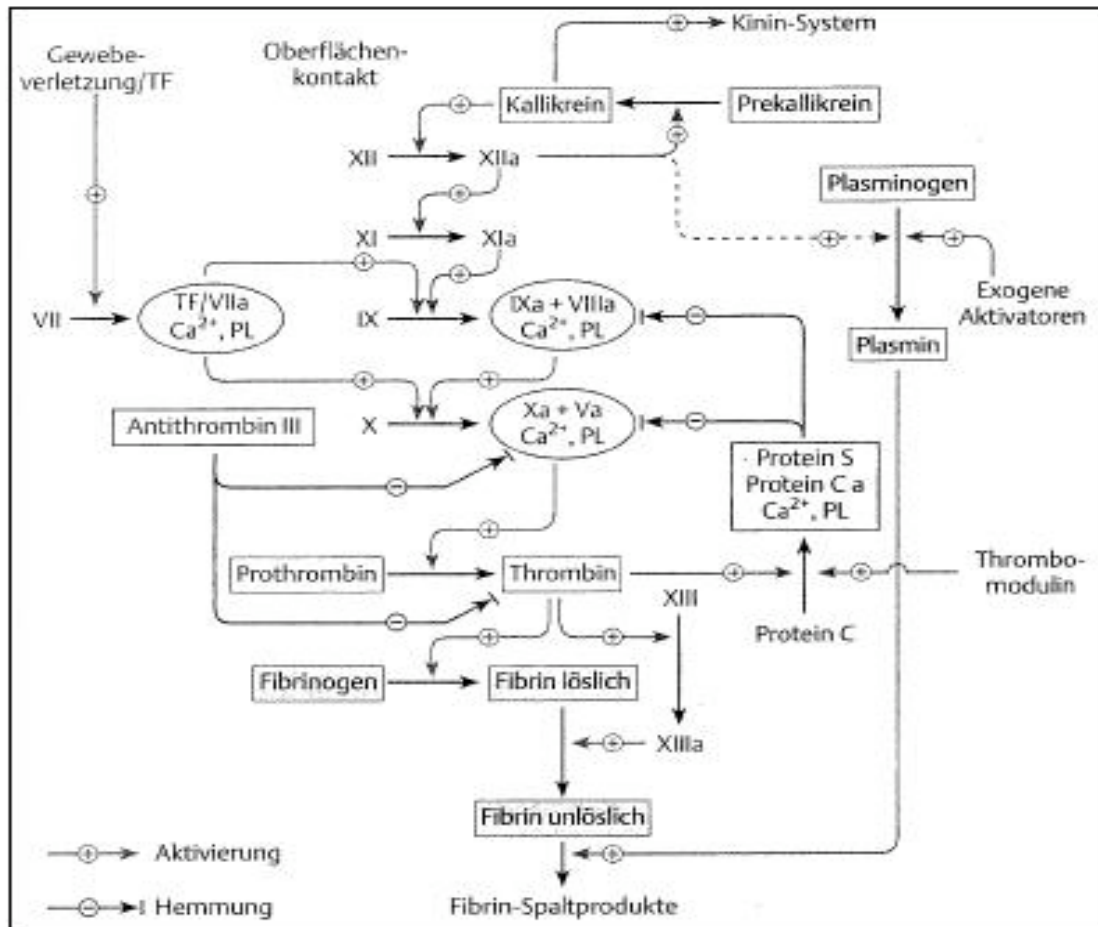 Kinin-System
Gewebe-
verletzung/TF
Oberflächen-
kontakt
Kallikrein
Prekallikrein
XII
XIIa
Plasminogen
XI
XIa
Exogene
Aktivatoren
VII
TF/VIIa
Ca²⁺, PL
IX
IXa + VIIIa
Ca²⁺, PL
Plasmin
Antithrombin III
X
Xa + Va
Ca²⁺, PL
Protein S
Protein C a
Ca²⁺, PL
Prothrombin
Thrombin
Thrombo-
modulin
XIII
Protein C
Fibrinogen
Fibrin löslich
XIIIa
Fibrin unlöslich
Aktivierung
Hemmung
Fibrin-Spaltprodukte